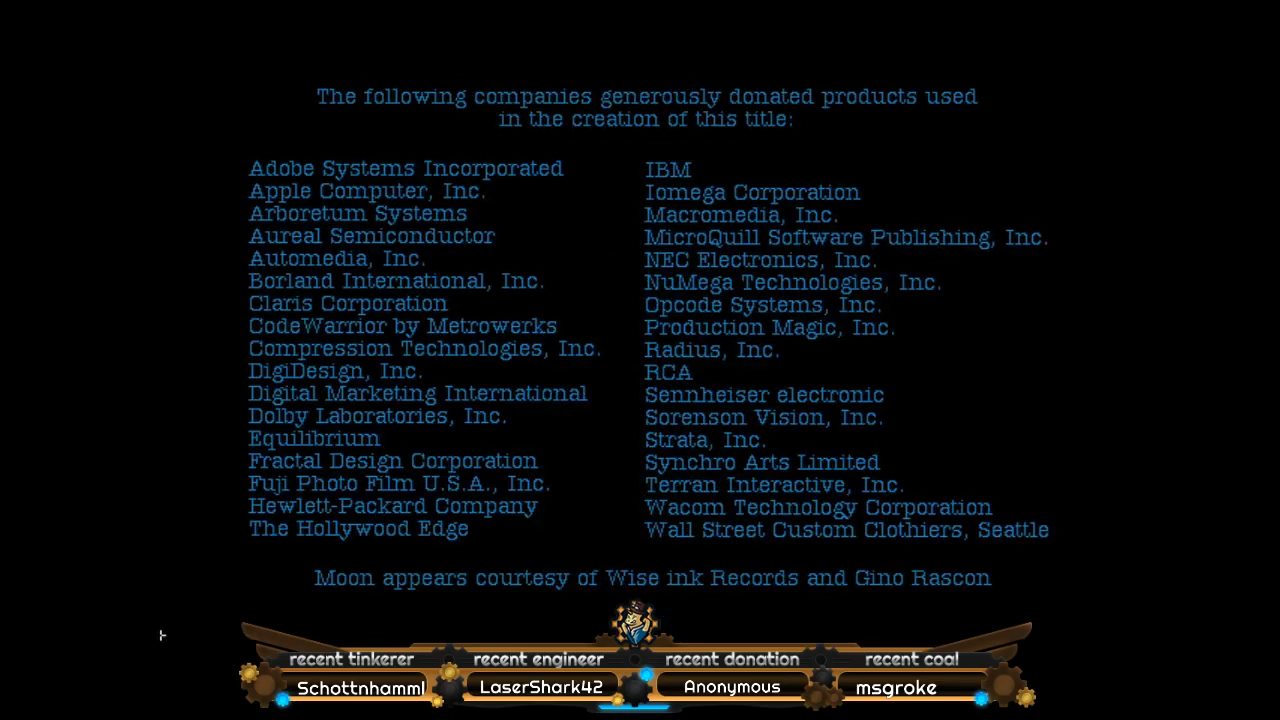 The following companies generously donated products used
in the creation of this title:
Adobe Systems Incorporated
Apple Computer, Inc.
Arboretum Systems
Aureal Semiconductor
Automedia, Inc.
Borland International, Inc.
Claris Corporation
CodeWarrior by Metrowerks
Compression Technologies, Inc.
DigiDesign, Inc.
Digital Marketing International
Dolby Laboratories, Inc.
Equilibrium
Fractal Design Corporation
Fuji Photo Film U.S.A., Inc.
Hewlett-Packard Company
The Hollywood Edge
IBM
Iomega Corporation
Macromedia, Inc.
MicroQuill Software Publishing, Inc.
NEC Electronics, Inc.
NuMega Technologies, Inc.
Opcode Systems, Inc.
Production Magic, Inc.
Radius, Inc.
RCA
Sennheiser electronic
Sorenson Vision, Inc.
Strata, Inc.
Synchro Arts Limited
Terran Interactive, Inc.
Wacom Technology Corporation
Wall Street Custom Clothiers, Seattle
Moon appears courtesy of Wise ink Records and Gino Rascon
recent tinkerer recent engineer recent donation recent coal
Schottnhamml LaserShark42 Anonymous msgroke